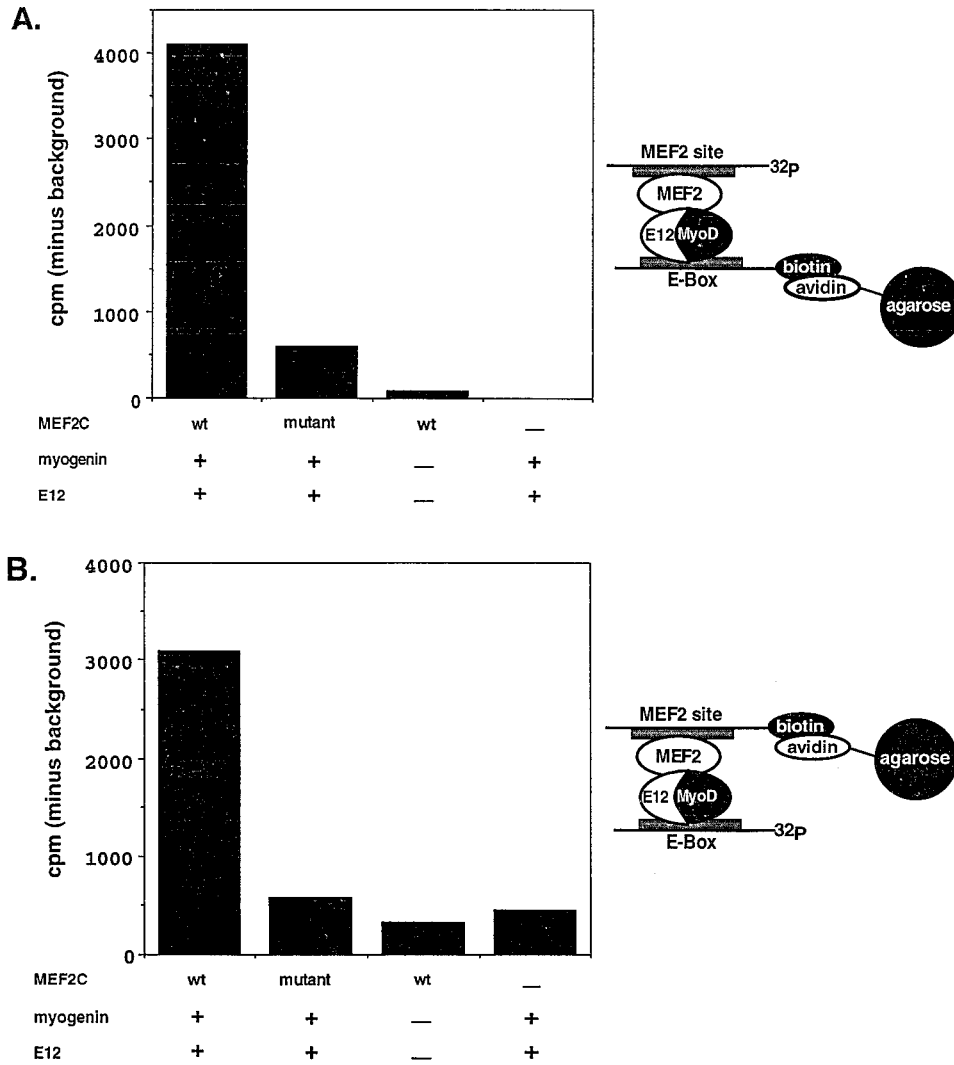 A.
cpm (minus background)
4000
3000
2000
1000
0
MEF2C wt mutant wt —
myogenin + + — +
E12 + + — +
MEF2 site
32P
MEF2
E12 MyoD
E-Box
biotin
avidin
agarose
B.
cpm (minus background)
4000
3000
2000
1000
0
MEF2C wt mutant wt —
myogenin + + — +
E12 + + — +
MEF2 site
biotin
avidin
agarose
MEF2
E12 MyoD
32P
E-Box